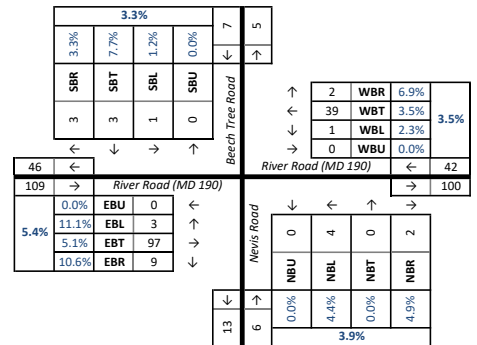 3.3%
3.3% 7.7% 1.2% 0.0%
SBR SBT SBL SBU
3 3 1 0
← ↓ → ↑
7 5
↓ ↑
Beech Tree Road
↑ 2 WBR 6.9%
← 39 WBT 3.5%
↓ 1 WBL 2.3%
→ 0 WBU 0.0%
3.5%
46 ← River Road (MD 190) 42
109 → River Road (MD 190) → 100
5.4%
0.0% EBU 0 ←
11.1% EBL 3 ↑
5.1% EBT 97 →
10.6% EBR 9 ↓
Nevis Road
↓ ← ↑ →
0 4 0 2
NBU NBL NBT NBR
0.0% 4.4% 0.0% 4.9%
3.9%
↓ ↑
13 6